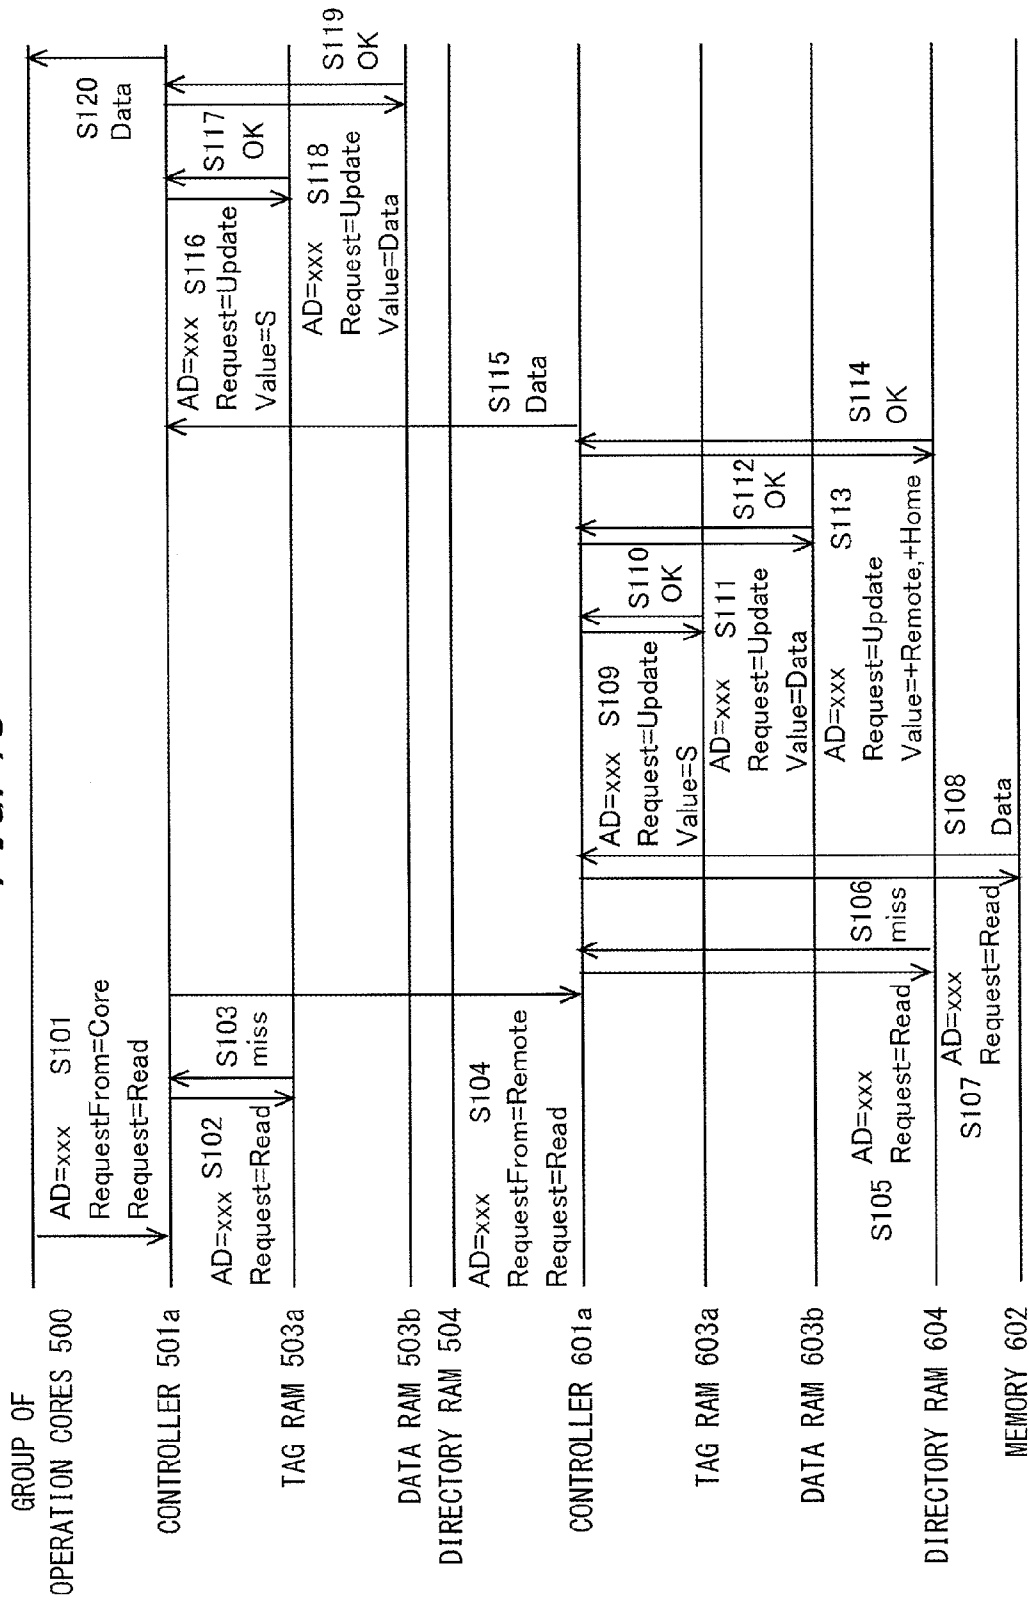 GROUP OF
OPERATION CORES 500
CONTROLLER 501a
TAG RAM 503a
DATA RAM 503b
DIRECTORY RAM 504
CONTROLLER 601a
TAG RAM 603a
DATA RAM 603b
DIRECTORY RAM 604
MEMORY 602
AD=xxx S101
RequestFrom=Core
Request=Read
AD=xxx S102
Request=Read
S103
miss
AD=xxx S104
RequestFrom=Remote
Request=Read
S105 AD=xxx
Request=Read
S106
miss
S107 AD=xxx
Request=Read
S108
Data
AD=xxx S109
Request=Update
Value=S
S110
OK
AD=xxx S111
Request=Update
Value=Data
S112
OK
AD=xxx S113
Request=Update
Value=+Remote,+Home
S114
OK
S115
Data
AD=xxx S116
Request=Update
Value=S
S117
OK
AD=xxx S118
Request=Update
Value=Data
S119
OK
S120
Data